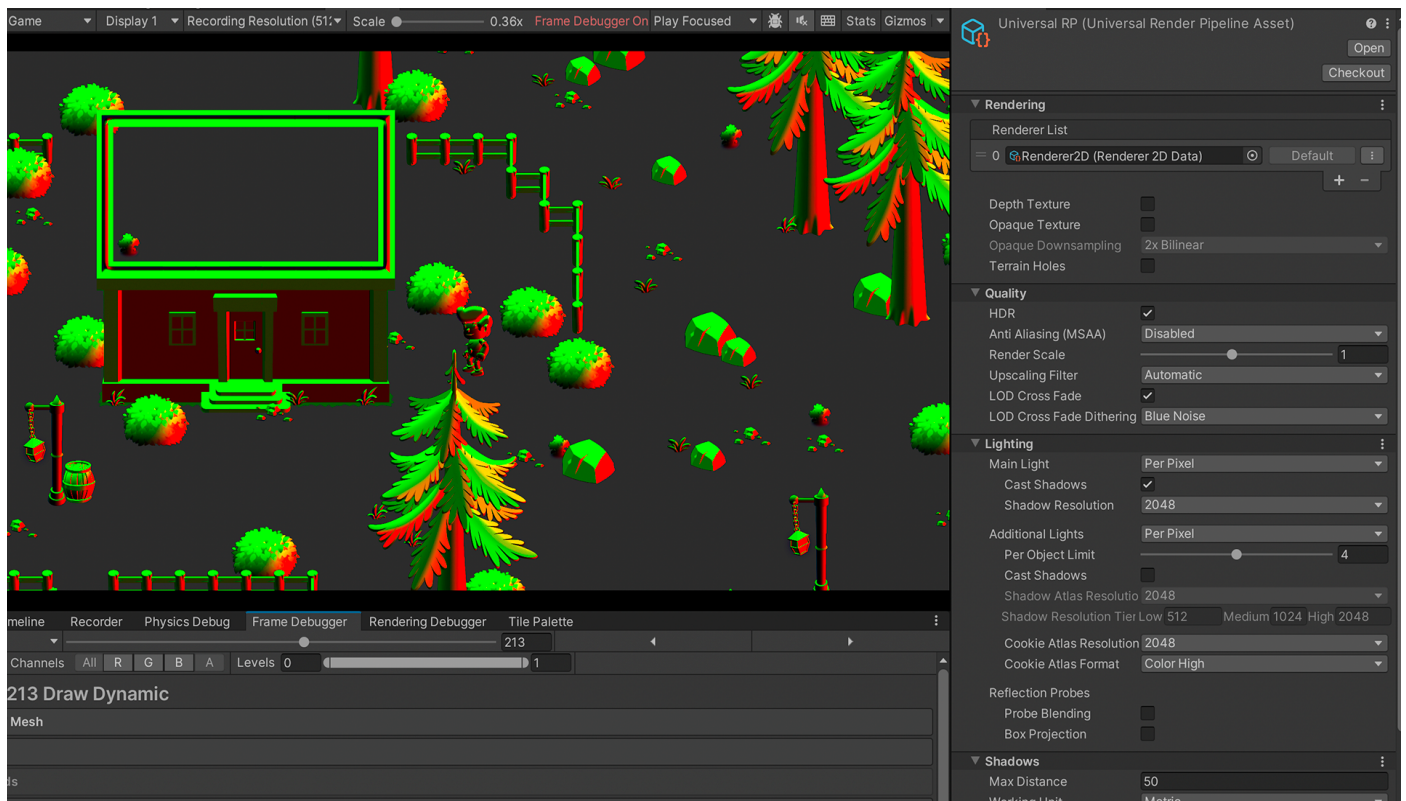 Game Display 1 Recording Resolution (512 Scale 0.36x Frame Debugger On Play Focused Stats Gizmos
meline Recorder Physics Debug Frame Debugger Rendering Debugger Tile Palette
213
Channels All R G B A Levels 0 1
213 Draw Dynamic
Mesh
ds
Universal RP (Universal Render Pipeline Asset)
Open
Checkout
Rendering
Renderer List
0 Renderer2D (Renderer 2D Data) Default
+ −
Depth Texture
Opaque Texture
Opaque Downsampling 2x Bilinear
Terrain Holes
Quality
HDR
Anti Aliasing (MSAA) Disabled
Render Scale 1
Upscaling Filter Automatic
LOD Cross Fade
LOD Cross Fade Dithering Blue Noise
Lighting
Main Light Per Pixel
Cast Shadows
Shadow Resolution 2048
Additional Lights Per Pixel
Per Object Limit 4
Cast Shadows
Shadow Atlas Resolutio 2048
Shadow Resolution Tier Low 512 Medium 1024 High 2048
Cookie Atlas Resolution 2048
Cookie Atlas Format Color High
Reflection Probes
Probe Blending
Box Projection
Shadows
Max Distance 50
Working Unit Metric